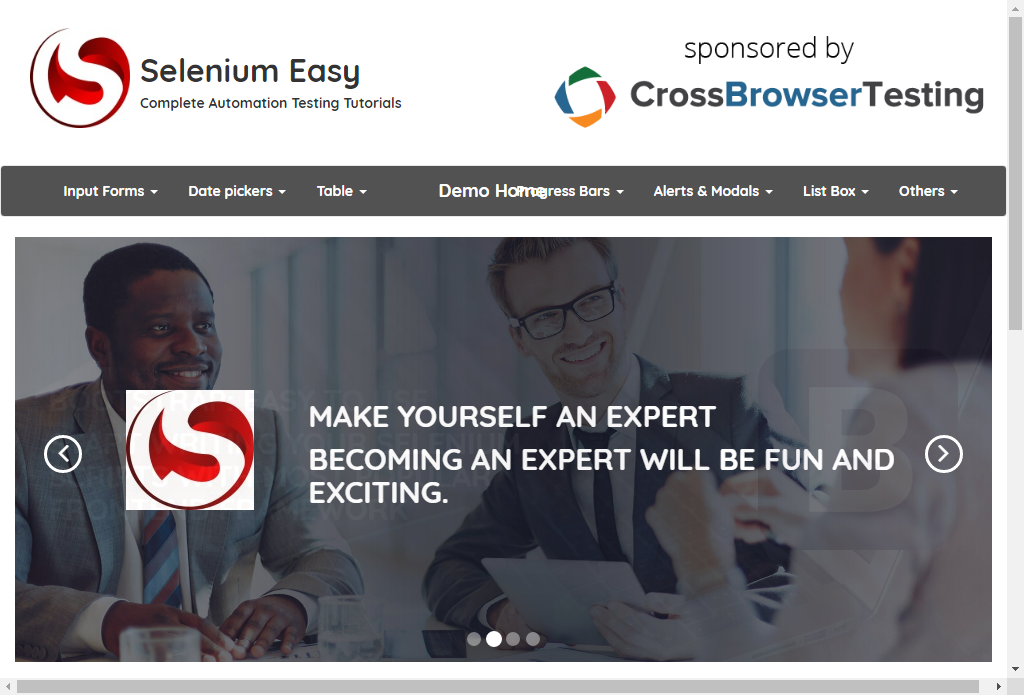 sponsored by
Selenium Easy
CrossBrowserTesting
Complete Automation Testing Tutorials
Input Forms Date pickers Table Demo Home Progress Bars Alerts & Modals List Box Others
MAKE YOURSELF AN EXPERT
BECOMING AN EXPERT WILL BE FUN AND
EXCITING.
B